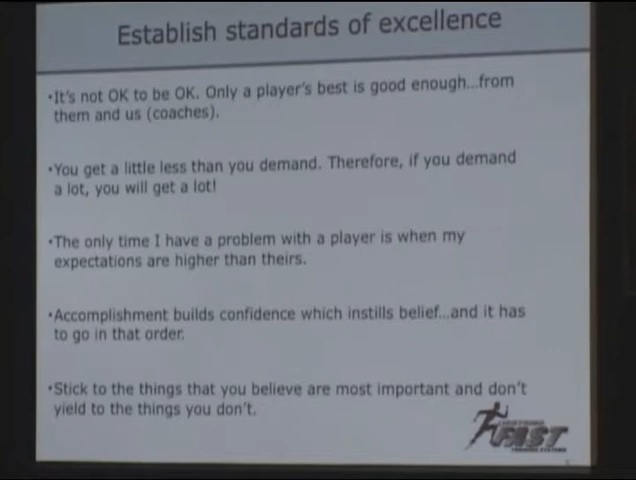 Establish standards of excellence
•It's not OK to be OK. Only a player's best is good enough...from
them and us (coaches).
•You get a little less than you demand. Therefore, if you demand
a lot, you will get a lot!
•The only time I have a problem with a player is when my
expectations are higher than theirs.
•Accomplishment builds confidence which instills belief...and it has
to go in that order.
•Stick to the things that you believe are most important and don't
yield to the things you don't.
FAST